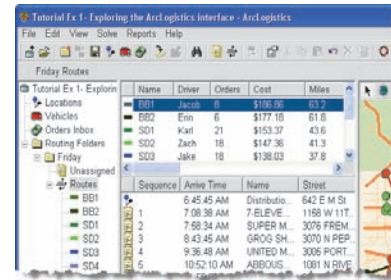 Tutorial Ex 1- Exploring the ArcLogistics interface - ArcLogistics
File Edit View Solve Reports Help
Friday Routes
Tutorial Ex 1- Explorin
Locations
Vehicles
Orders Inbox
Routing Folders
Friday
Unassigned
Routes
BB1
BB2
SD1
SD2
SD3
SD4
Name Driver Orders Cost Miles
BB1 Jacob 8 $186.86 63.2
BB2 Erin 6 $177.18 61.8
SD1 Karl 21 $153.37 43.6
SD2 Zach 18 $147.36 41.3
SD3 Jake 18 $138.03 37.8
Sequence Arrive Time Name Street
6:45:45 AM Distributio... 642 E M St
1 7:08:38 AM 7-ELEVE... 1158 W 11T...
2 7:58:34 AM SUPER M... 3076 FREM...
3 8:43:45 AM GROG SH... 3070 N PEP...
4 9:36:48 AM UNITED M... 3006 PORT...
5 10:52:10 AM ABBOUS... 1081 N RIVE